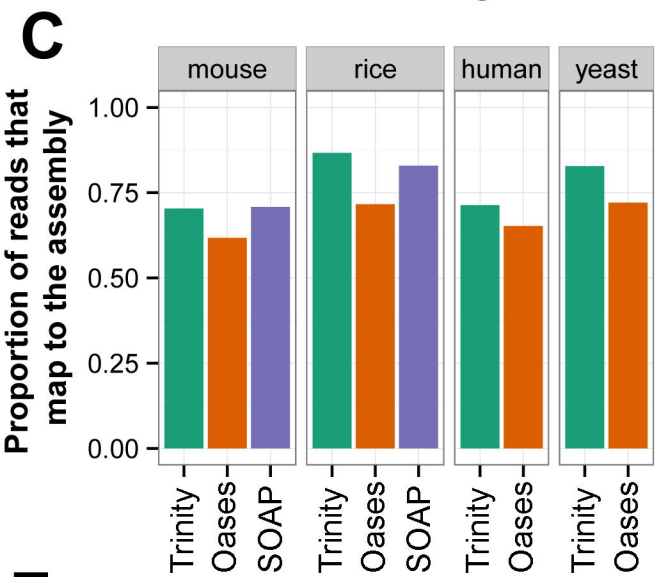 C
mouse rice human yeast
Proportion of reads that
map to the assembly
1.00
0.75
0.50
0.25
0.00
Trinity Oases SOAP Trinity Oases SOAP Trinity Oases Trinity Oases